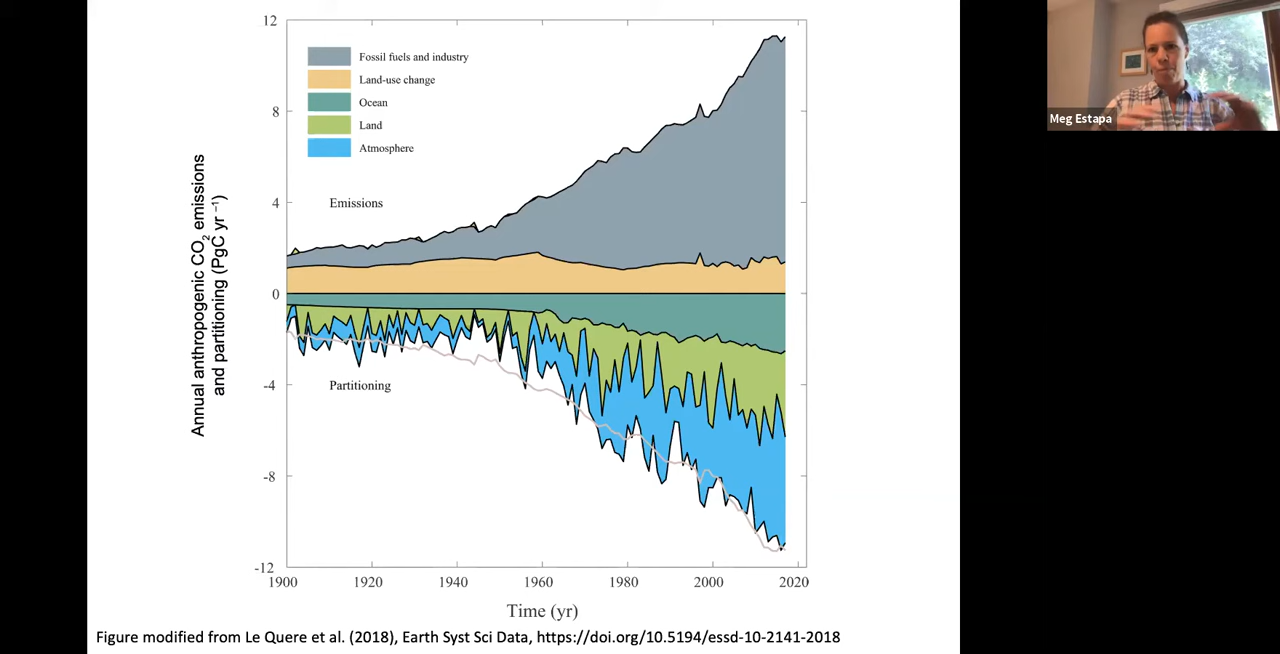 12
8
4
0
-4
-8
-12
Annual anthropogenic CO2 emissions
and partitioning (PgC yr −1)
Fossil fuels and industry
Land-use change
Ocean
Land
Atmosphere
Emissions
Partitioning
1900 1920 1940 1960 1980 2000 2020
Time (yr)
Figure modified from Le Quere et al. (2018), Earth Syst Sci Data, https://doi.org/10.5194/essd-10-2141-2018
Meg Estapa